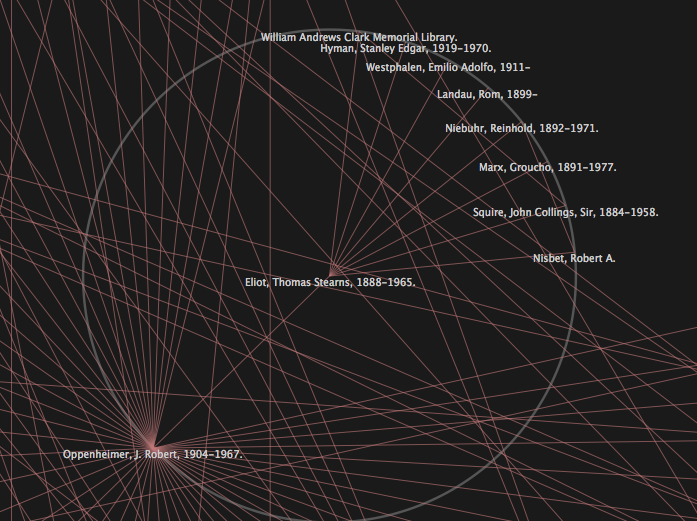 William Andrews Clark Memorial Library.
Hyman, Stanley Edgar, 1919-1970.
Westphalen, Emilio Adolfo, 1911-
Landau, Rom, 1899-
Niebuhr, Reinhold, 1892-1971.
Marx, Groucho, 1891-1977.
Squire, John Collings, Sir, 1884-1958.
Nisbet, Robert A.
Eliot, Thomas Stearns, 1888-1965.
Oppenheimer, J. Robert, 1904-1967.